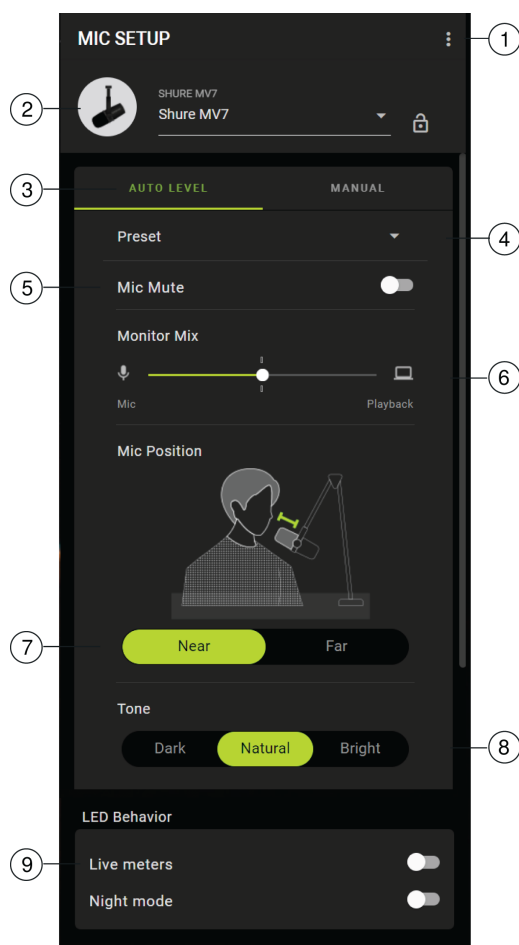 MIC SETUP
1
2
SHURE MV7
Shure MV7
3
AUTO LEVEL MANUAL
Preset
4
5
Mic Mute
Monitor Mix
6
Mic Playback
Mic Position
7
Near Far
Tone
Dark Natural Bright
8
LED Behavior
9
Live meters
Night mode